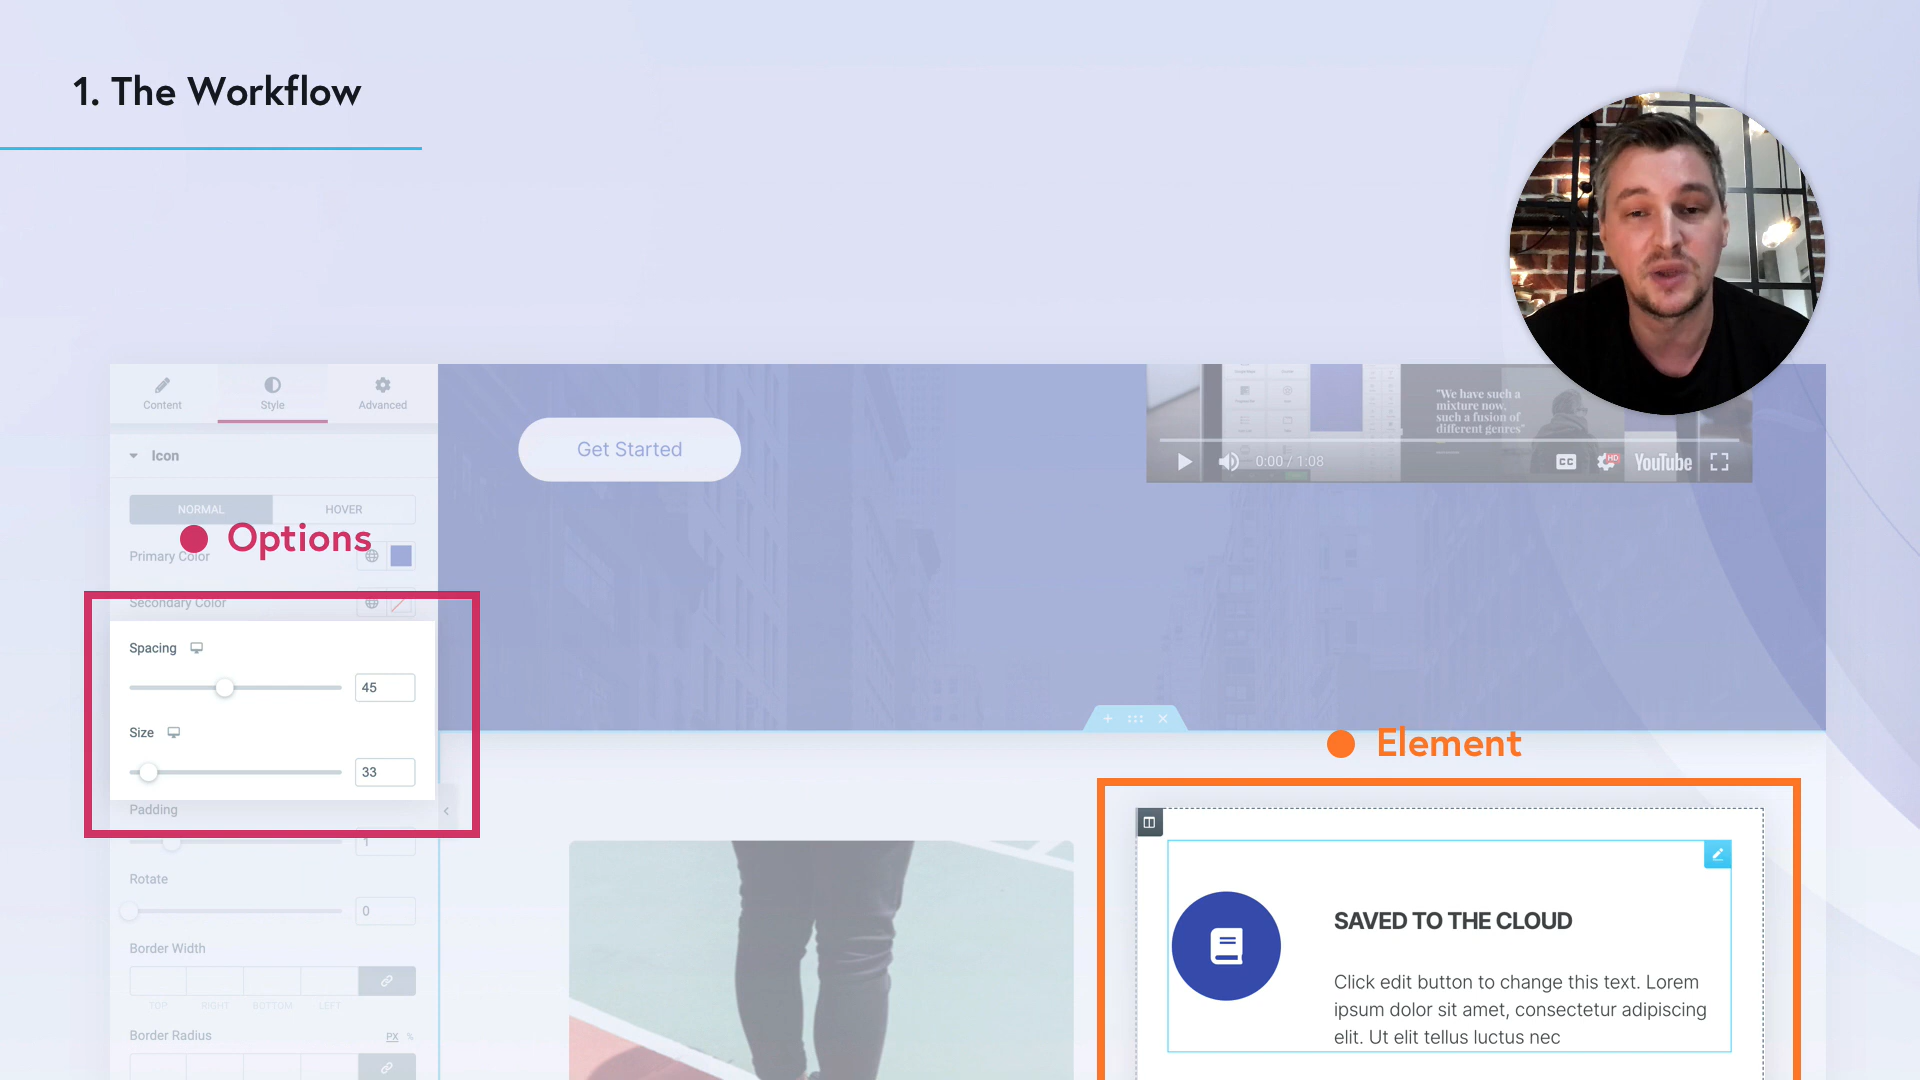 1. The Workflow
Content
Style
Advanced
Icon
NORMAL
HOVER
Options
Primary Color
Secondary Color
Spacing
45
Size
33
Padding
1
Rotate
0
Border Width
TOP RIGHT BOTTOM LEFT
Border Radius
PX %
Get Started
"We have such a
mixture now,
such a fusion of
different genres"
0:00 / 1:08
CC
HD
YouTube
Element
SAVED TO THE CLOUD
Click edit button to change this text. Lorem
ipsum dolor sit amet, consectetur adipiscing
elit. Ut elit tellus luctus nec